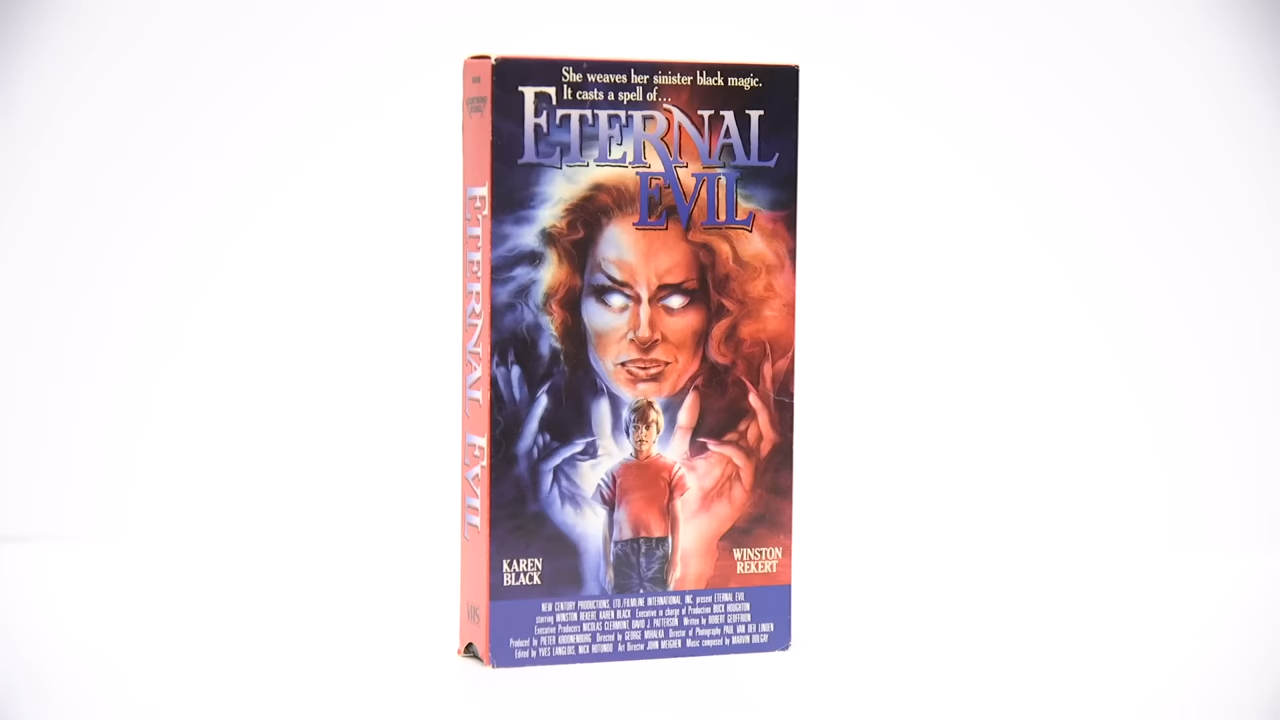 She weaves her sinister black magic.
It casts a spell of...
ETERNAL
EVIL
KAREN
BLACK
WINSTON
REKERT
NEW CENTURY PRODUCTIONS, LTD./FILMLINE INTERNATIONAL, INC. present ETERNAL EVIL
starring WINSTON REKERT, KAREN BLACK Executive in charge of Production BUCK HOUGHTON
Executive Producers NICOLAS CLERMONT, DAVID J. PATTERSON Written by ROBERT GEOFFRION
Produced by PIETER KROONENBURG Directed by GEORGE MIHALKA Director of Photography PAUL VAN DER LINDEN
Edited by YVES LANGLOIS, NICK ROTUNDO Art Director JOHN MEIGHEN Music composed by MARVIN DOLGAY
ETERNAL EVIL
VHS